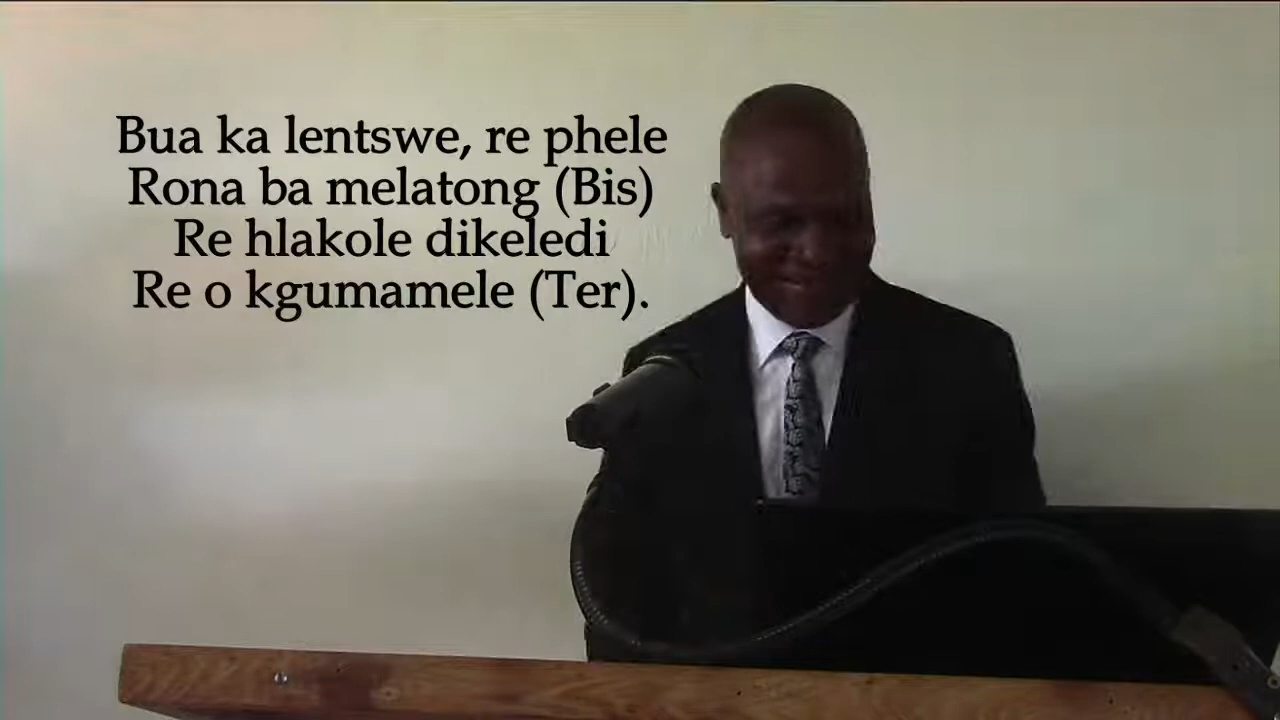 Bua ka lentswe, re phele
Rona ba melatong (Bis)
Re hlakole dikeledi
Re o kgumamele (Ter).